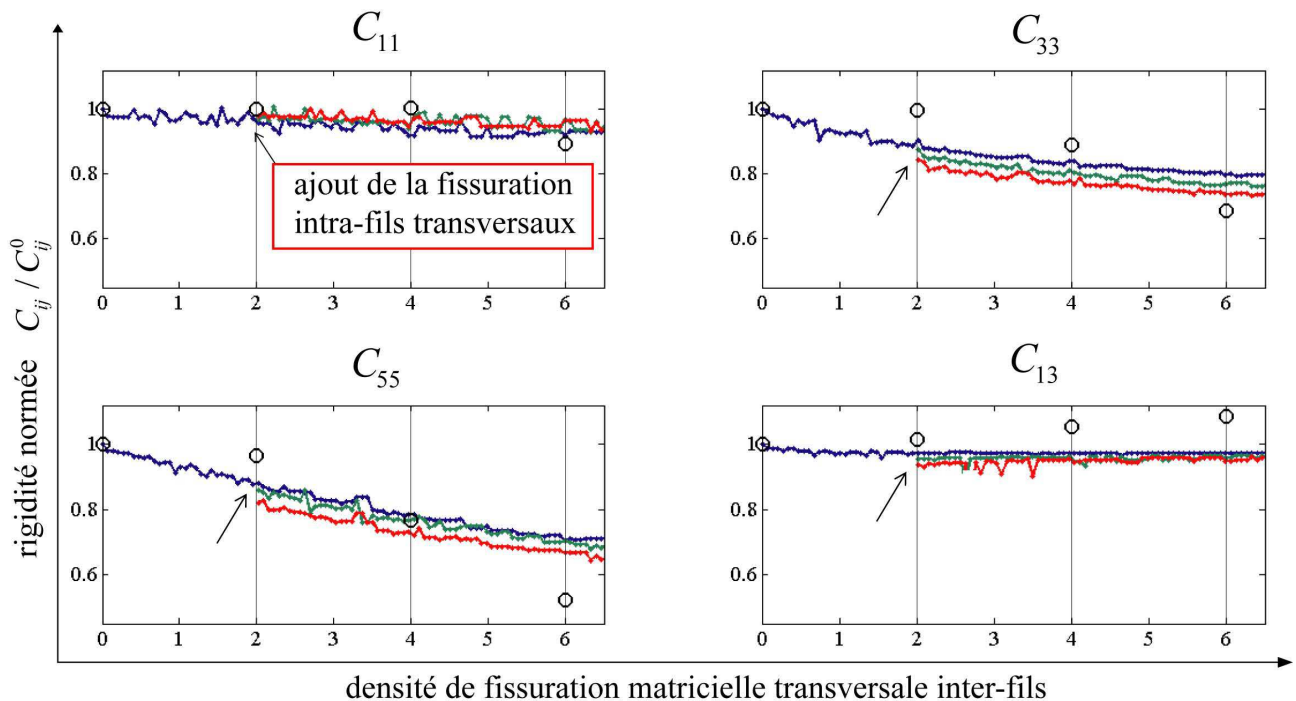 C11
C33
1
0.8
0.6
0 1 2 3 4 5 6
ajout de la fissuration
intra-fils transversaux
1
0.8
0.6
0 1 2 3 4 5 6
C55
C13
1
0.8
0.6
0 1 2 3 4 5 6
1
0.8
0.6
0 1 2 3 4 5 6
rigidité normée Cij / Cij0
densité de fissuration matricielle transversale inter-fils